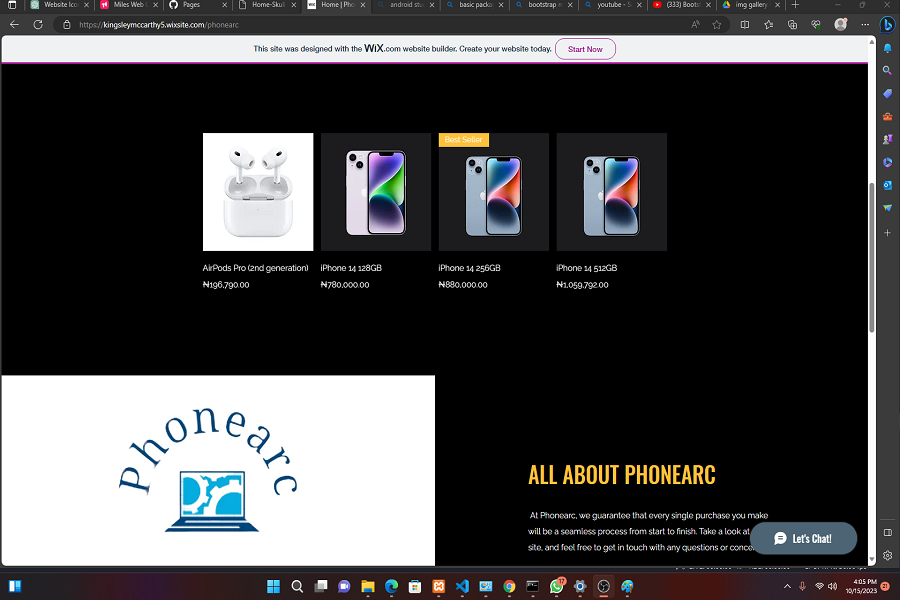 Website Ico
Miles Web C
Pages
Home-Skul
Home | Pho
android stu
basic packa
bootstrap w
youtube - S
(333) Boots
img gallery
https://kingsleymccarthy5.wixsite.com/phonearc
This site was designed with the WiX.com website builder. Create your website today.
Start Now
Best Seller
AirPods Pro (2nd generation)
₦196,790.00
iPhone 14 128GB
₦780,000.00
iPhone 14 256GB
₦880,000.00
iPhone 14 512GB
₦1,059,792.00
Phonearc
ALL ABOUT PHONEARC
At Phonearc, we guarantee that every single purchase you make
will be a seamless process from start to finish. Take a look at
site, and feel free to get in touch with any questions or conce
Let's Chat!
17
4:05 PM
10/15/2023